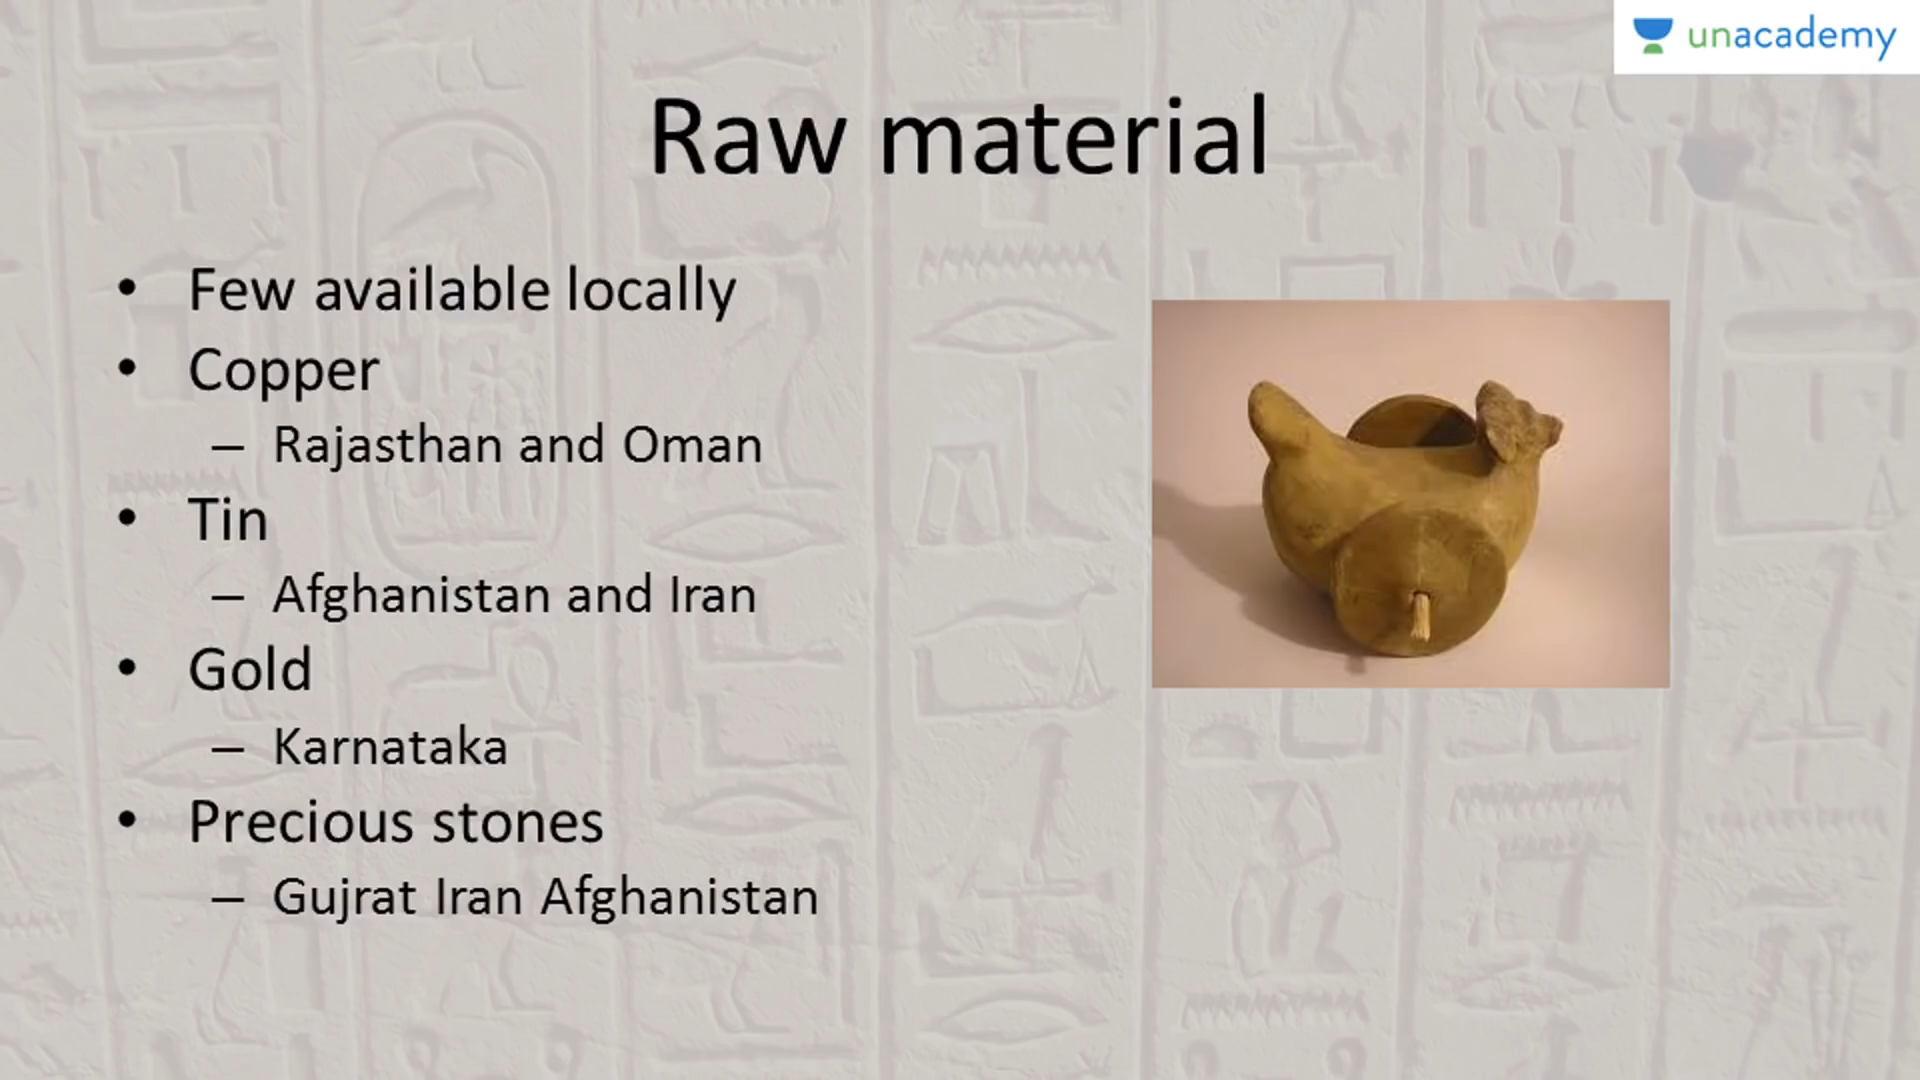 unacademy
Raw material
• Few available locally
• Copper
– Rajasthan and Oman
• Tin
– Afghanistan and Iran
• Gold
– Karnataka
• Precious stones
– Gujrat Iran Afghanistan